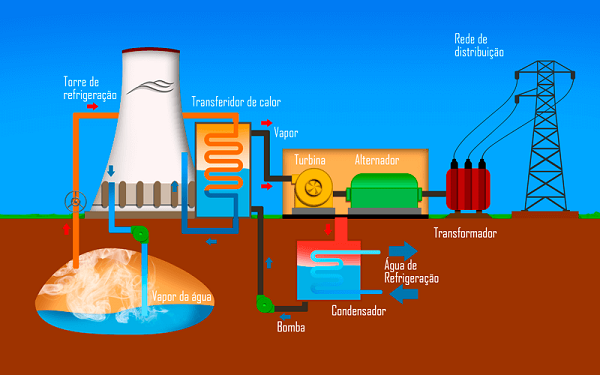 Rede de
distribuição
Torre de
refrigeração
Transferidor de calor
Vapor
Turbina
Alternador
Transformador
Água de
Refrigeração
Vapor da água
Condensador
Bomba